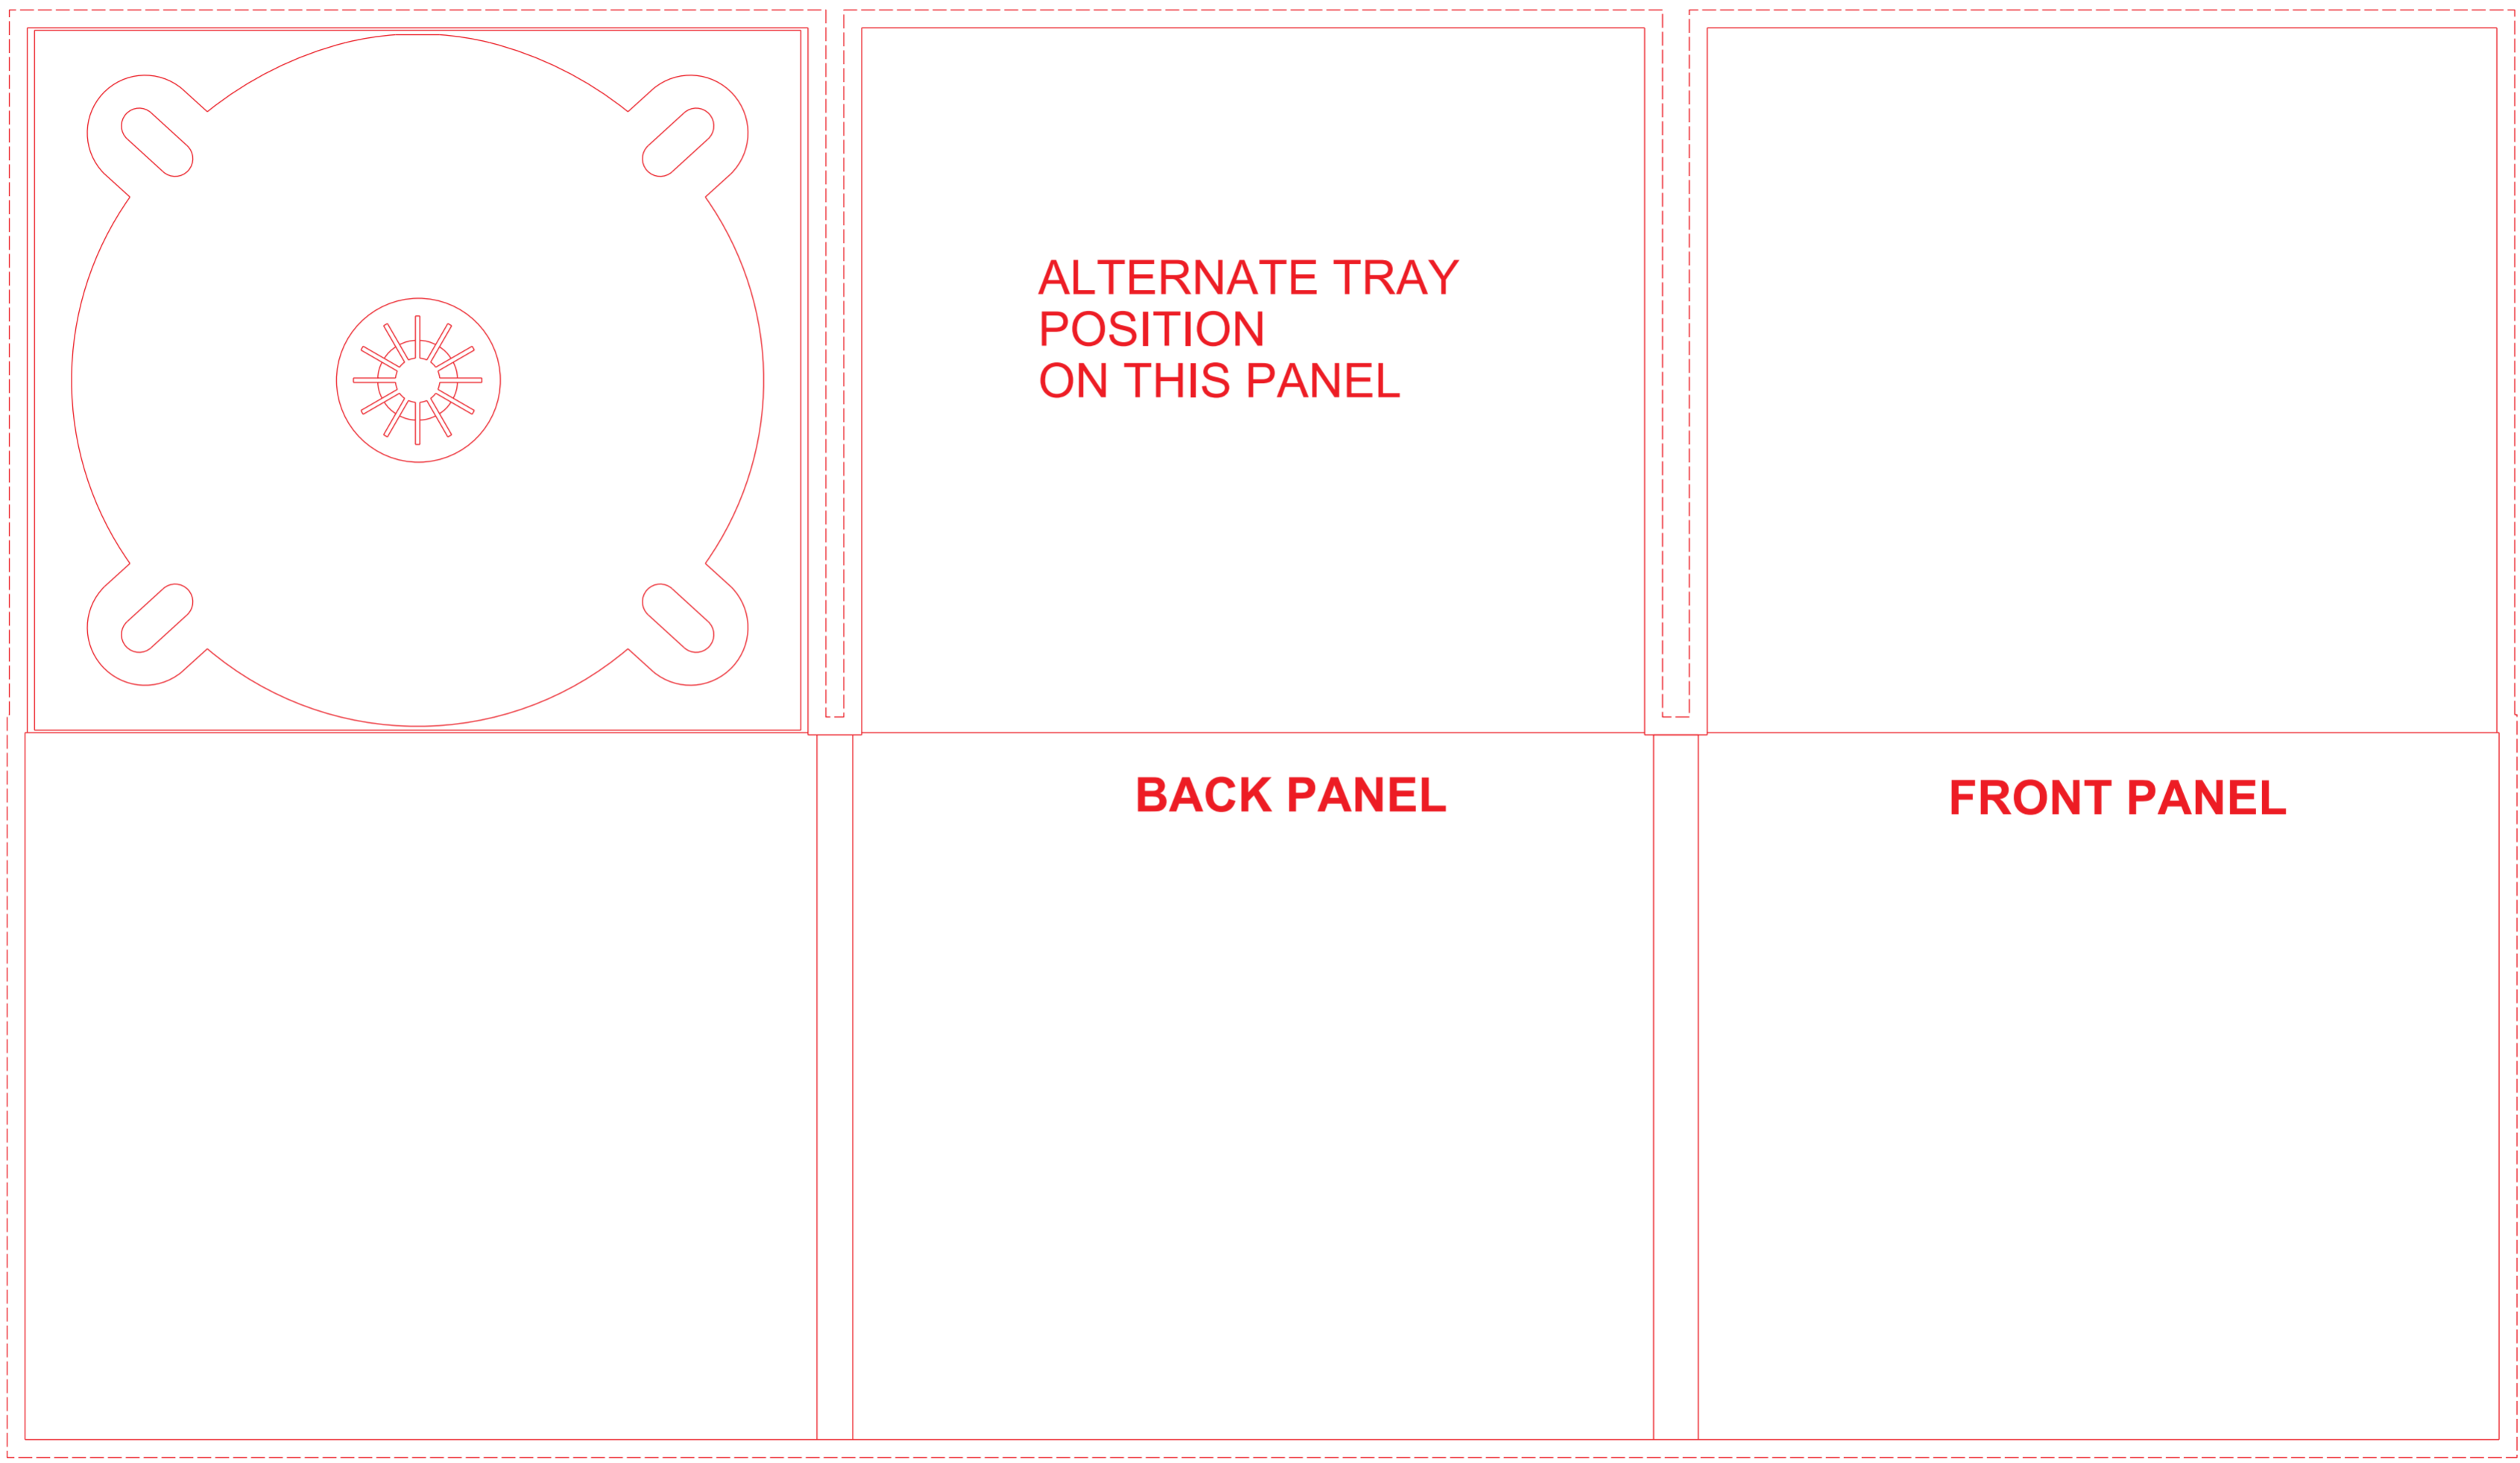 ALTERNATE TRAY
POSITION
ON THIS PANEL
BACK PANEL
FRONT PANEL